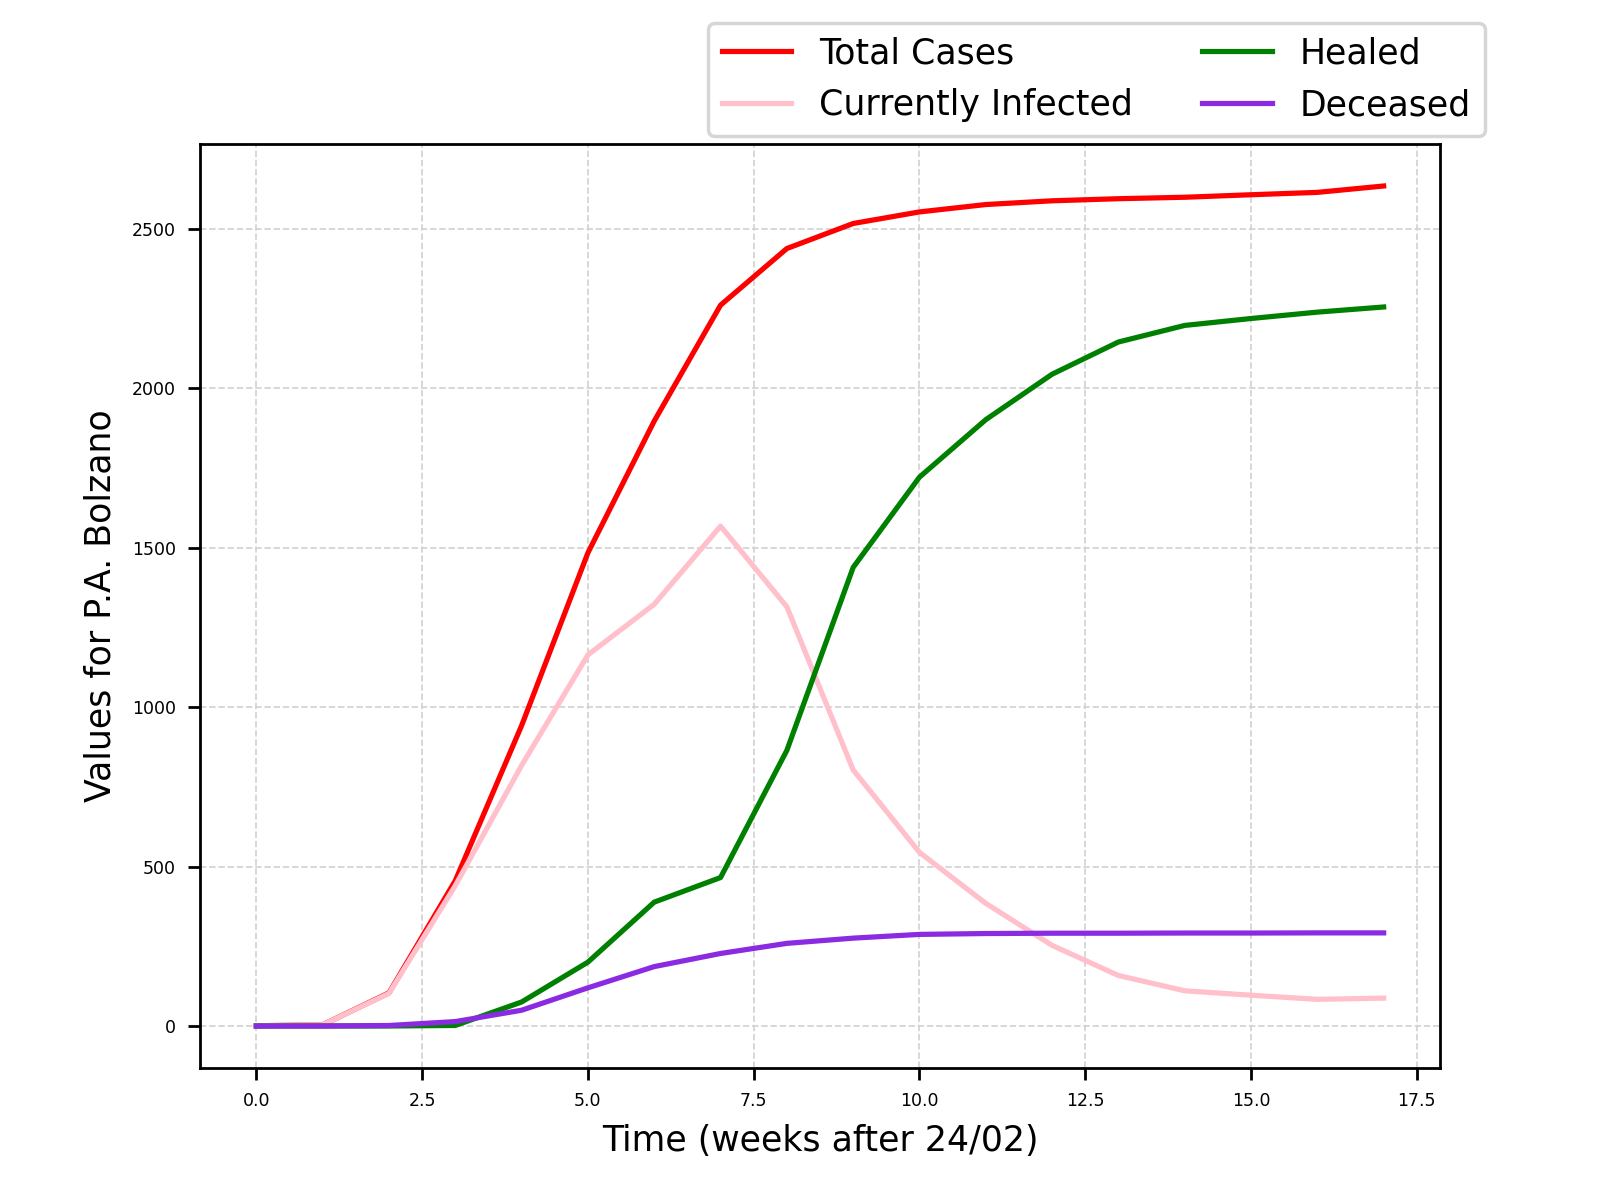 Total Cases
Currently Infected
Healed
Deceased
Values for P.A. Bolzano
2500
2000
1500
1000
500
0
0.0 2.5 5.0 7.5 10.0 12.5 15.0 17.5
Time (weeks after 24/02)